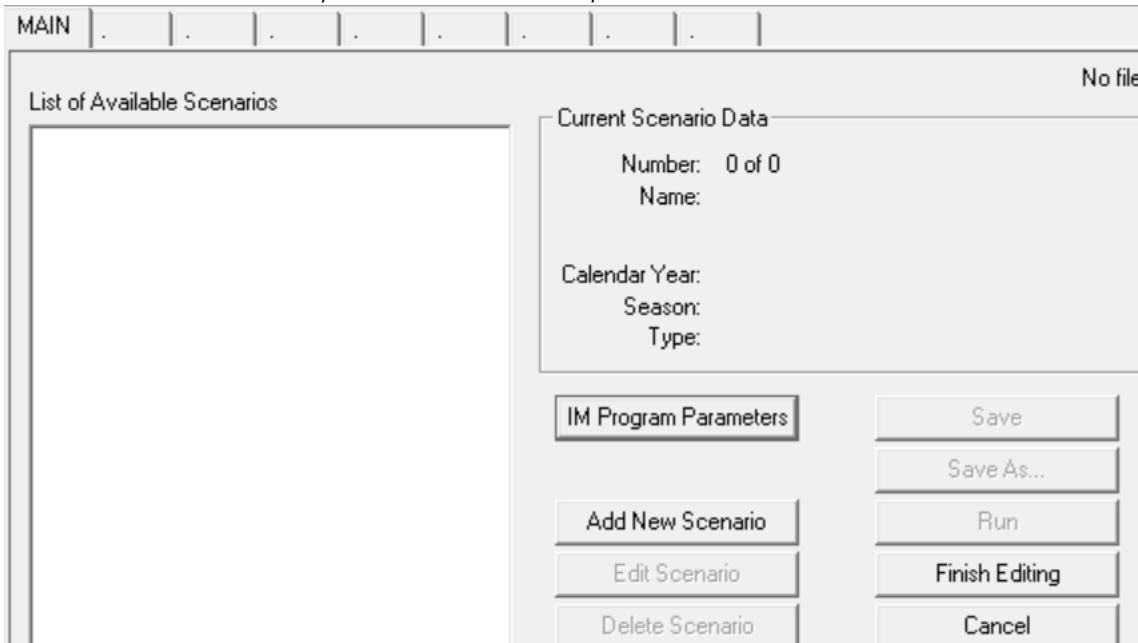 MAIN . . . . . . . .
No file
List of Available Scenarios
Current Scenario Data
Number: 0 of 0
Name:
Calendar Year:
Season:
Type:
IM Program Parameters
Save
Save As...
Add New Scenario
Run
Edit Scenario
Finish Editing
Delete Scenario
Cancel